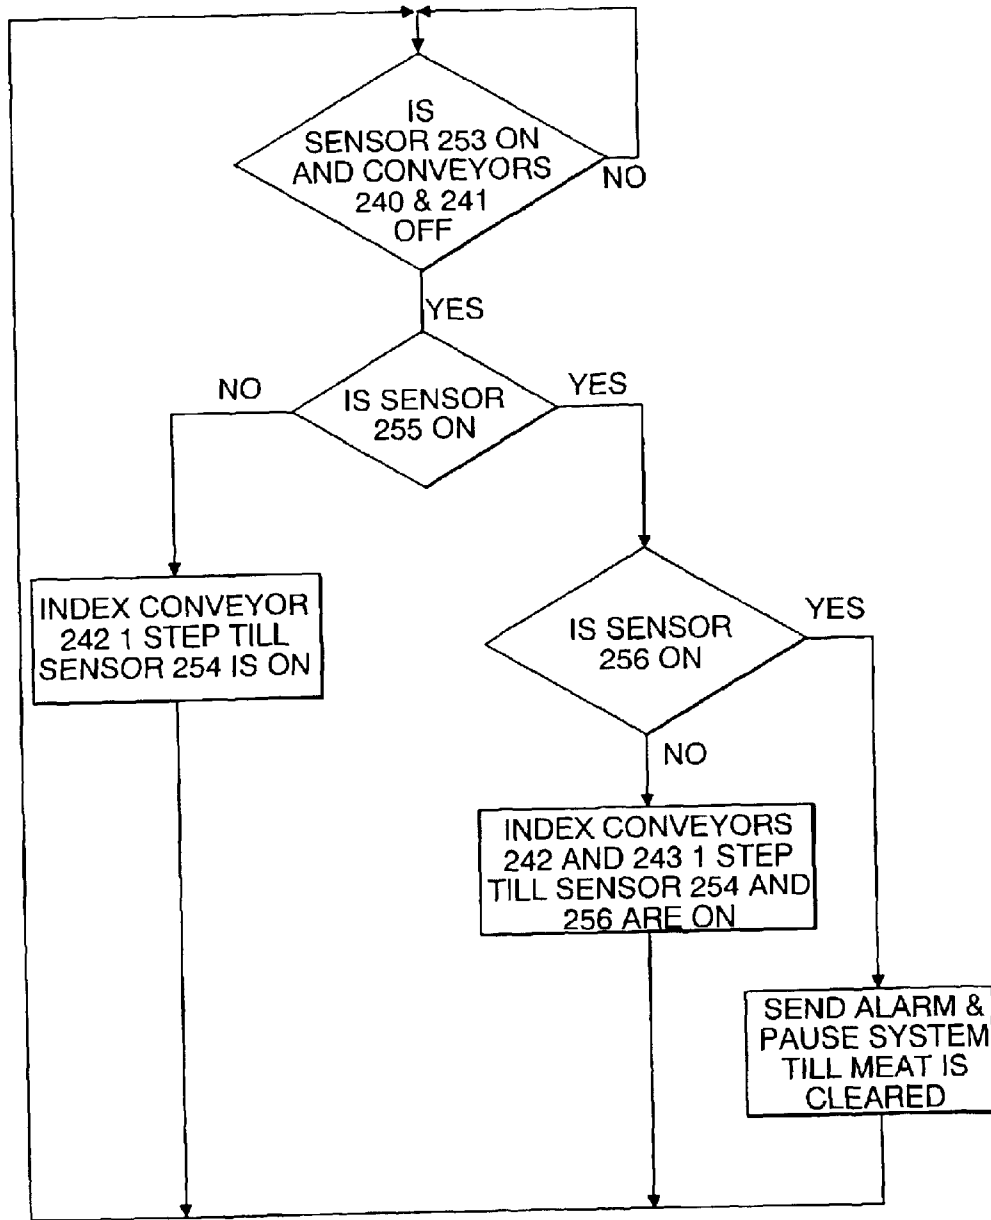 IS
SENSOR 253 ON
AND CONVEYORS
240 & 241
OFF
NO
YES
IS SENSOR
255 ON
NO
YES
INDEX CONVEYOR
242 1 STEP TILL
SENSOR 254 IS ON
IS SENSOR
256 ON
YES
NO
INDEX CONVEYORS
242 AND 243 1 STEP
TILL SENSOR 254 AND
256 ARE ON
SEND ALARM &
PAUSE SYSTEM
TILL MEAT IS
CLEARED